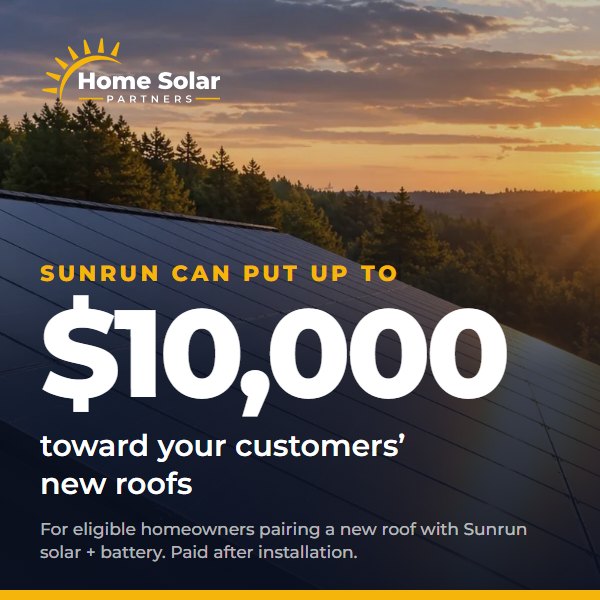 Home Solar
PARTNERS
SUNRUN CAN PUT UP TO
$10,000
toward your customers’
new roofs
For eligible homeowners pairing a new roof with Sunrun
solar + battery. Paid after installation.